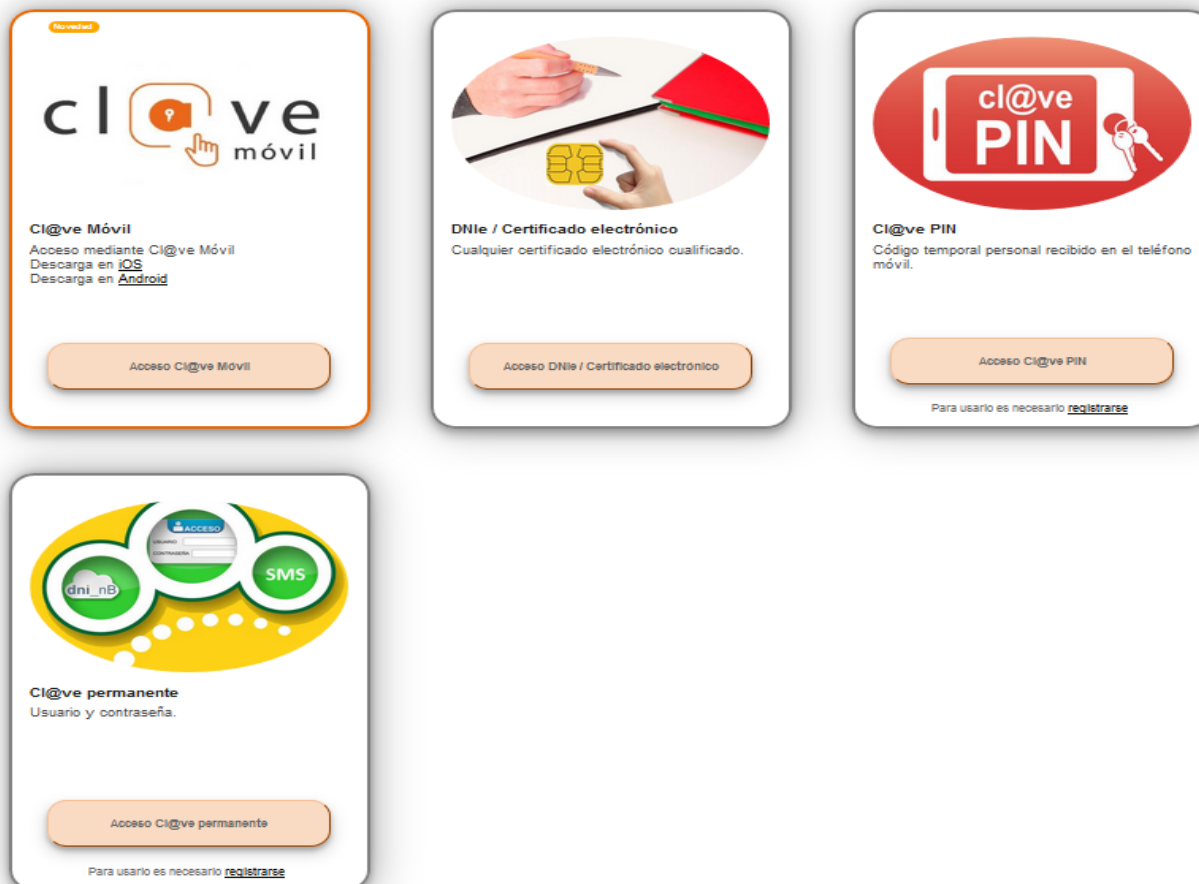 Novedad
cl@ve
móvil
Cl@ve Móvil
Acceso mediante Cl@ve Móvil
Descarga en iOS
Descarga en Android
Acceso Cl@ve Móvil
DNIe / Certificado electrónico
Cualquier certificado electrónico cualificado.
Acceso DNIe / Certificado electrónico
cl@ve
PIN
Cl@ve PIN
Código temporal personal recibido en el teléfono
móvil.
Acceso Cl@ve PIN
Para usarlo es necesario registrarse
ACCESO
USUARIO
CONTRASEÑA
dni_nB
SMS
Cl@ve permanente
Usuario y contraseña.
Acceso Cl@ve permanente
Para usarlo es necesario registrarse